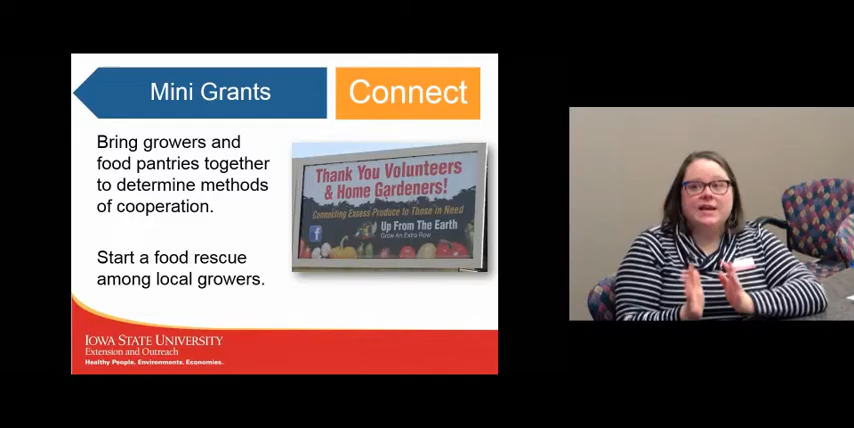 Mini Grants
Connect
Bring growers and
food pantries together
to determine methods
of cooperation.
Start a food rescue
among local growers.
Thank You Volunteers
& Home Gardeners!
Connecting Excess Produce to Those in Need
Up From The Earth
Grow An Extra Row
f
IOWA STATE UNIVERSITY
Extension and Outreach
Healthy People. Environments. Economies.